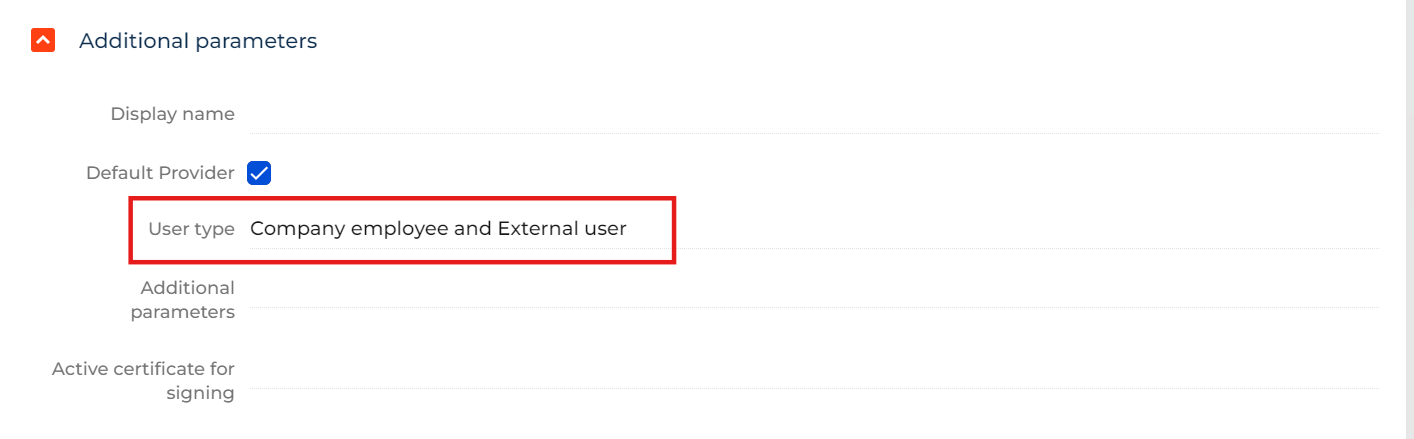 Additional parameters
Display name
Default Provider
User type Company employee and External user
Additional
parameters
Active certificate for
signing